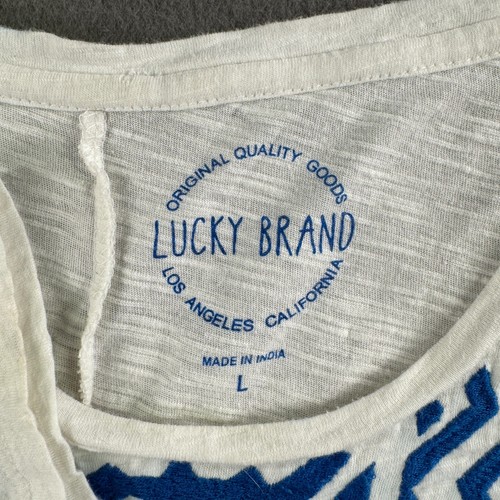 ORIGINAL QUALITY GOODS
LUCKY BRAND
LOS ANGELES CALIFORNIA
MADE IN INDIA
L